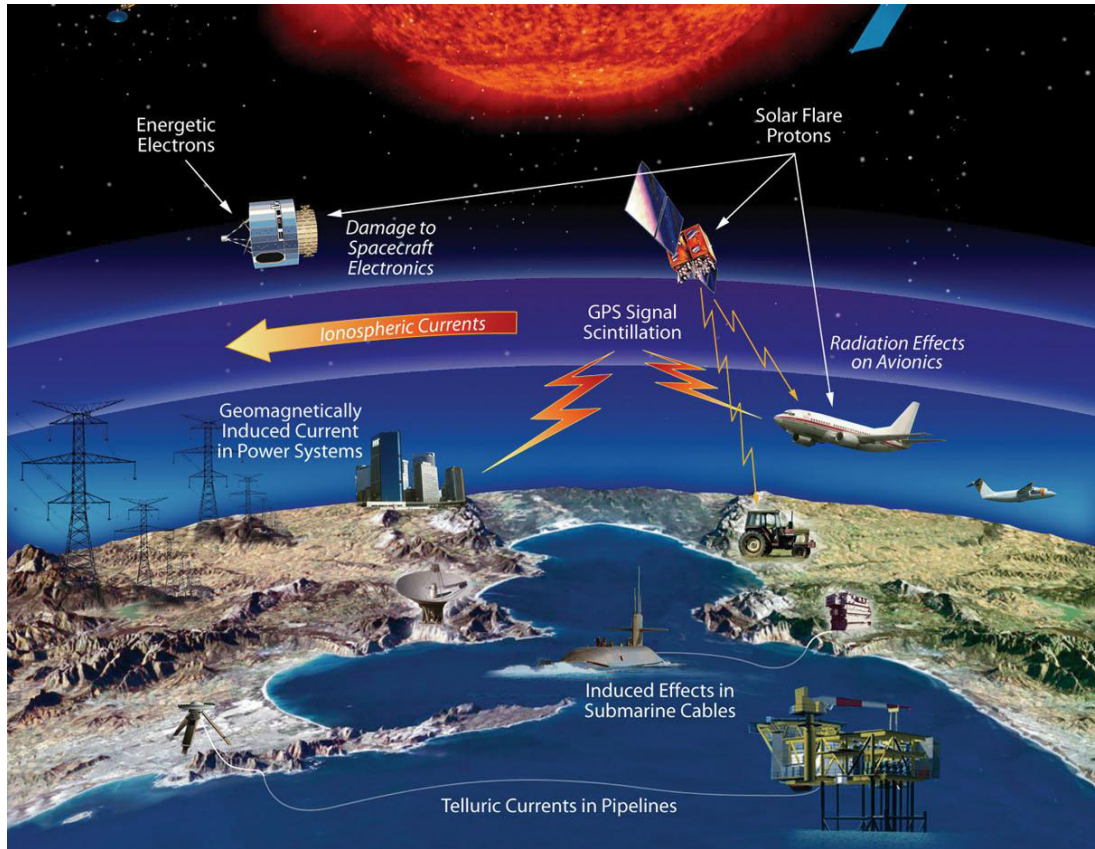 Energetic
Electrons
Solar Flare
Protons
Damage to
Spacecraft
Electronics
Ionospheric Currents
GPS Signal
Scintillation
Radiation Effects
on Avionics
Geomagnetically
Induced Current
in Power Systems
Induced Effects in
Submarine Cables
Telluric Currents in Pipelines